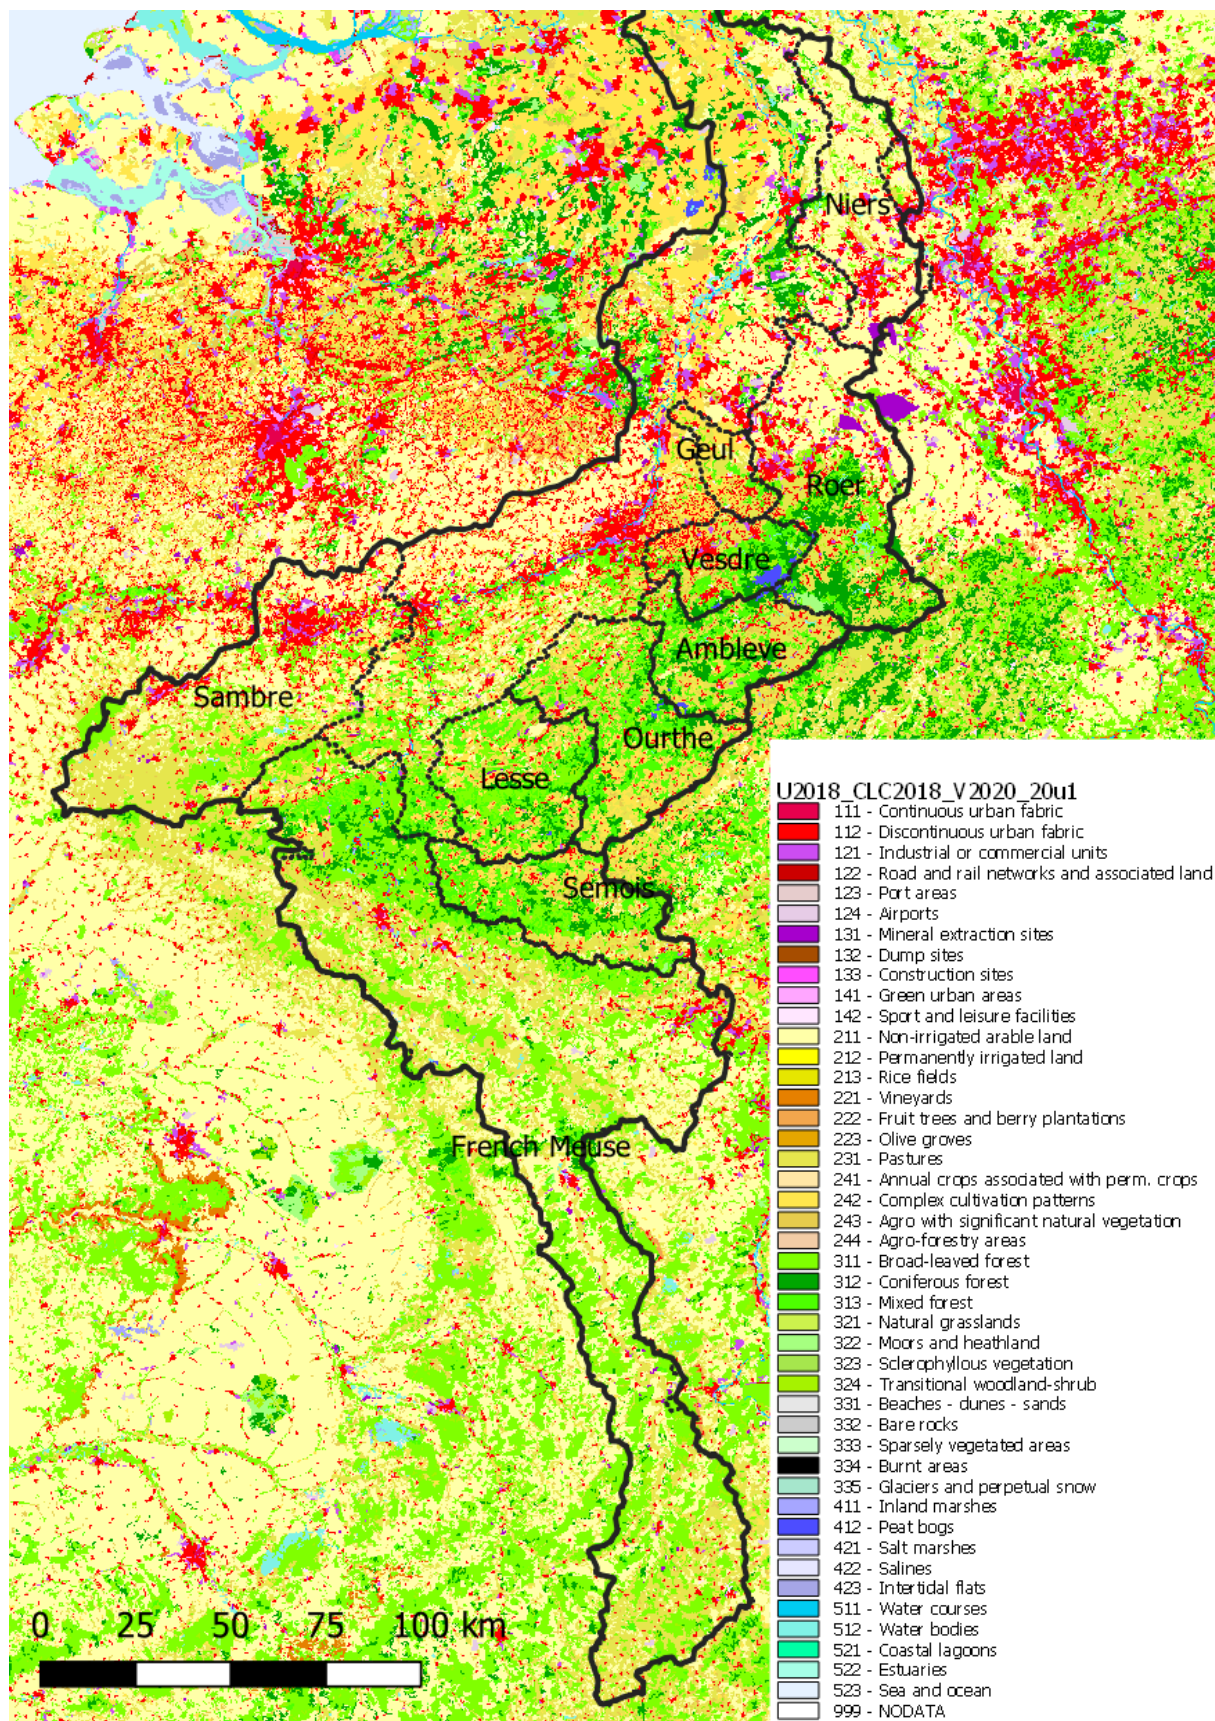 Niers
Geul
Roer
Vesdre
Ambleve
Sambre
Ourthe
Lesse
Semois
French Meuse
U2018_CLC2018_V2020_20u1
111 - Continuous urban fabric
112 - Discontinuous urban fabric
121 - Industrial or commercial units
122 - Road and rail networks and associated land
123 - Port areas
124 - Airports
131 - Mineral extraction sites
132 - Dump sites
133 - Construction sites
141 - Green urban areas
142 - Sport and leisure facilities
211 - Non-irrigated arable land
212 - Permanently irrigated land
213 - Rice fields
221 - Vineyards
222 - Fruit trees and berry plantations
223 - Olive groves
231 - Pastures
241 - Annual crops associated with perm. crops
242 - Complex cultivation patterns
243 - Agro with significant natural vegetation
244 - Agro-forestry areas
311 - Broad-leaved forest
312 - Coniferous forest
313 - Mixed forest
321 - Natural grasslands
322 - Moors and heathland
323 - Sclerophyllous vegetation
324 - Transitional woodland-shrub
331 - Beaches - dunes - sands
332 - Bare rocks
333 - Sparsely vegetated areas
334 - Burnt areas
335 - Glaciers and perpetual snow
411 - Inland marshes
412 - Peat bogs
421 - Salt marshes
422 - Salines
423 - Intertidal flats
511 - Water courses
512 - Water bodies
521 - Coastal lagoons
522 - Estuaries
523 - Sea and ocean
999 - NODATA
0 25 50 75 100 km